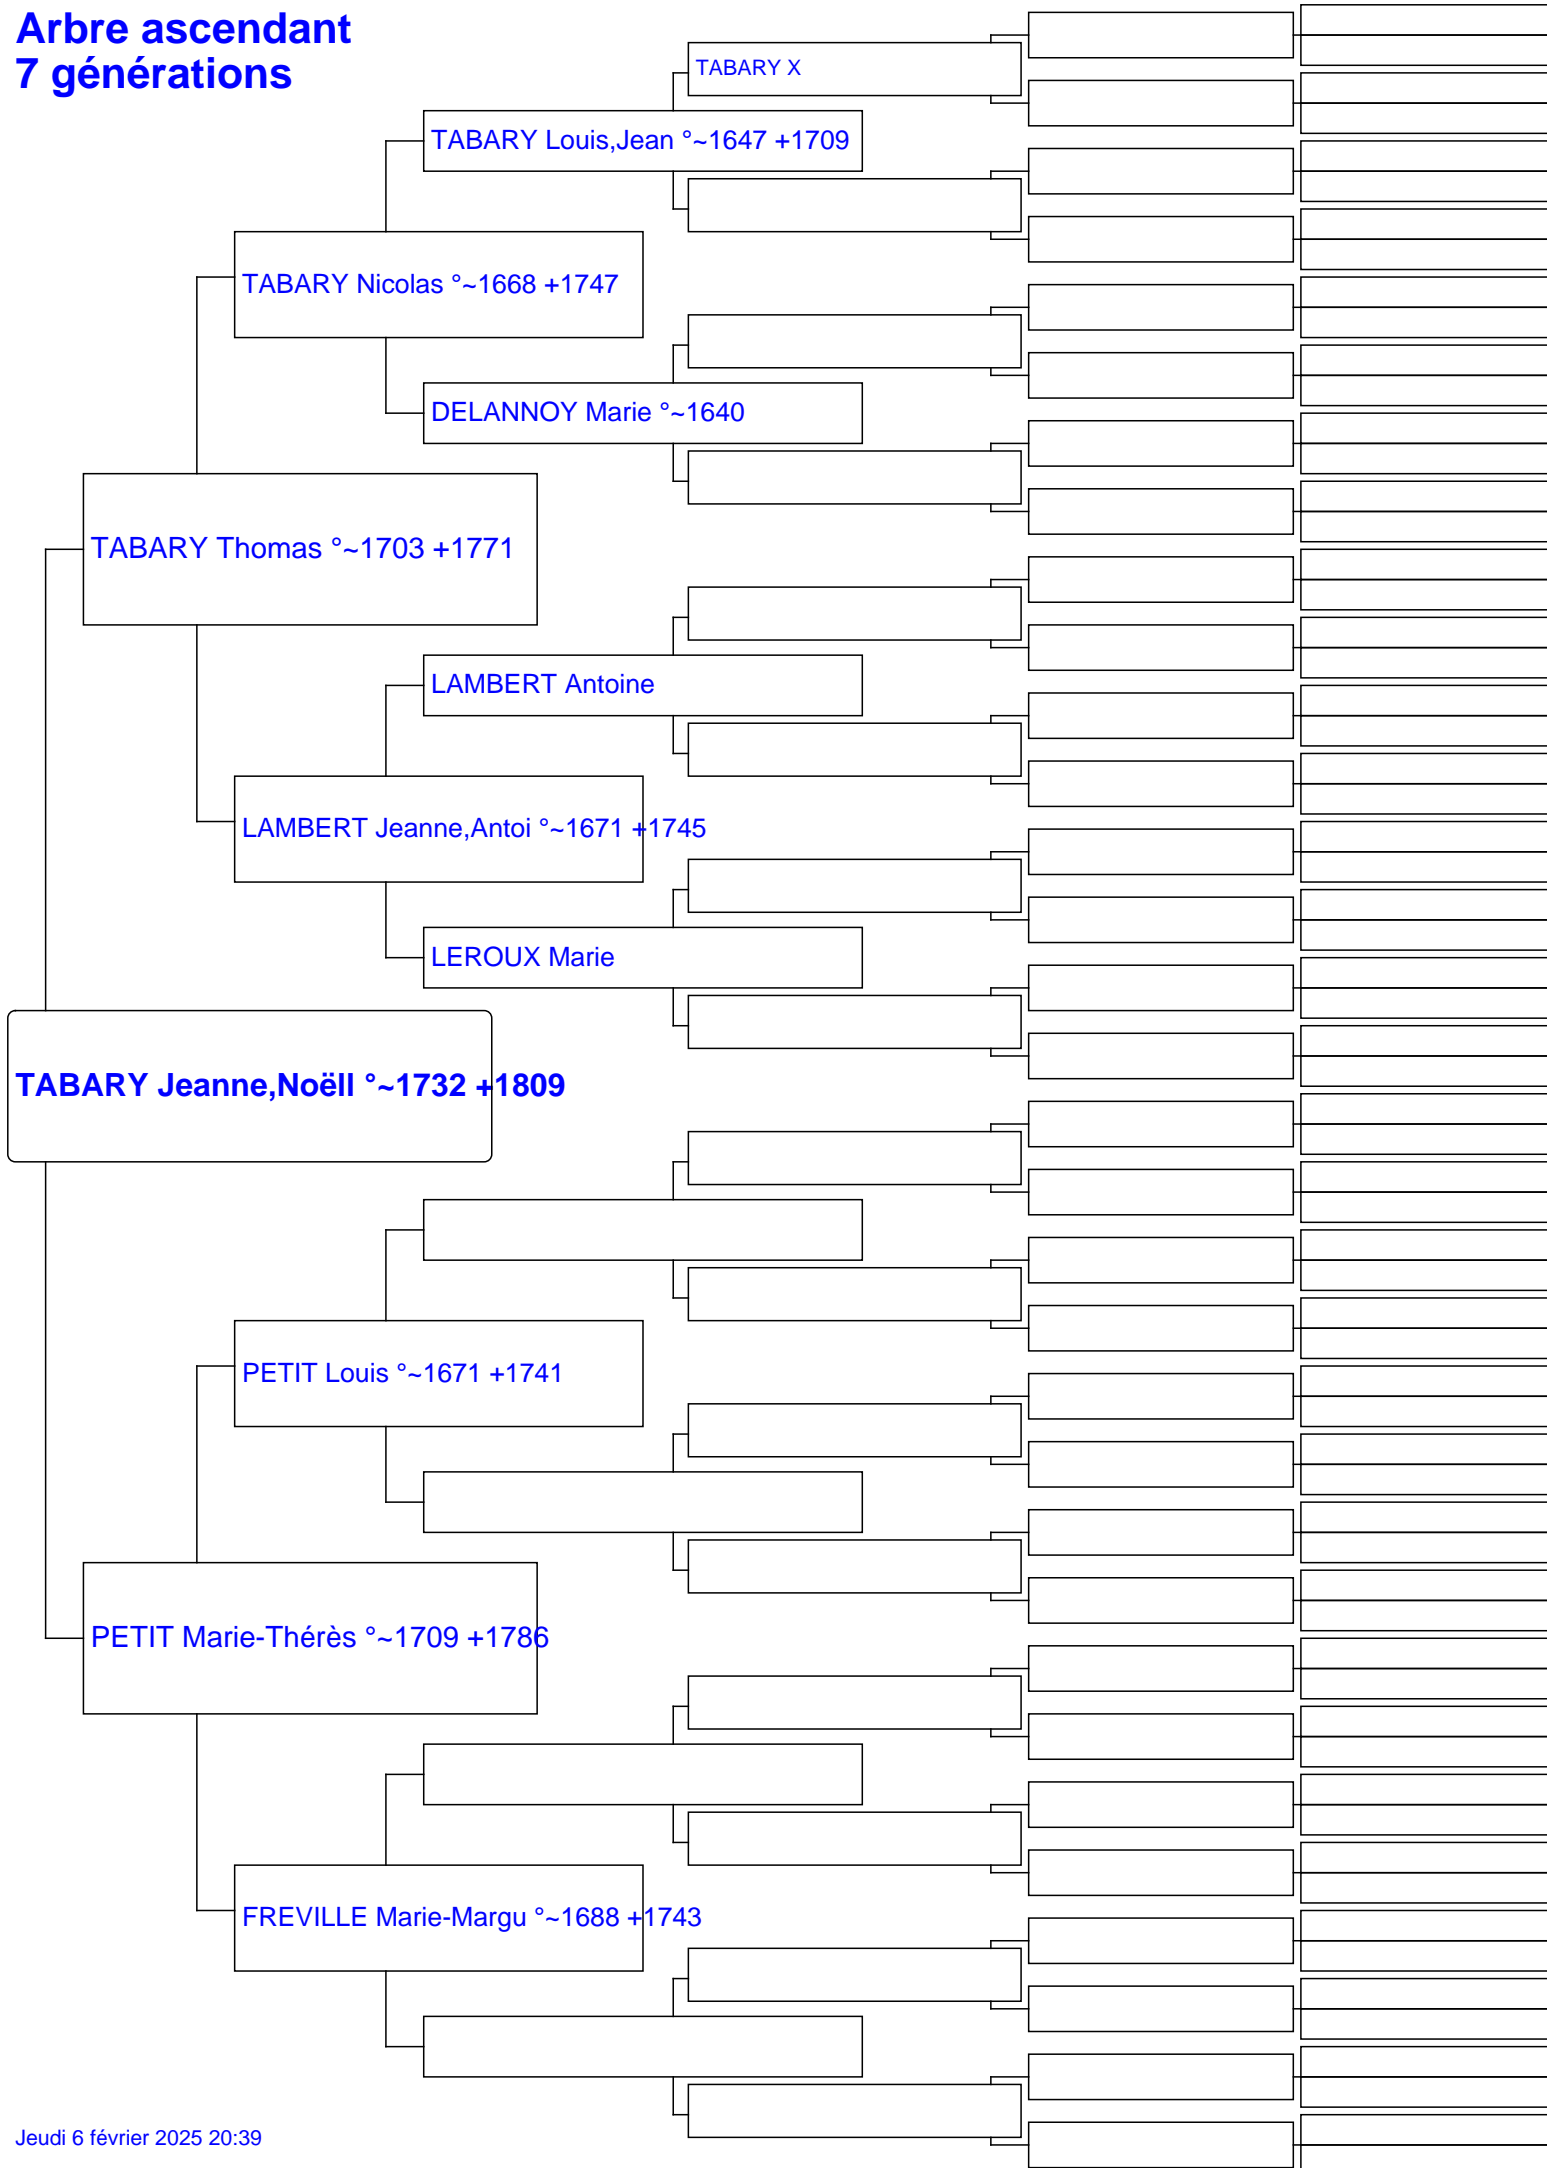 Arbre ascendant
7 générations
TABARY X
TABARY Louis,Jean °~1647 +1709
TABARY Nicolas °~1668 +1747
DELANNOY Marie °~1640
TABARY Thomas °~1703 +1771
LAMBERT Antoine
LAMBERT Jeanne,Antoi °~1671 +1745
LEROUX Marie
TABARY Jeanne,Noëll °~1732 +1809
PETIT Louis °~1671 +1741
PETIT Marie-Thérès °~1709 +1786
FREVILLE Marie-Margu °~1688 +1743
Jeudi 6 février 2025 20:39